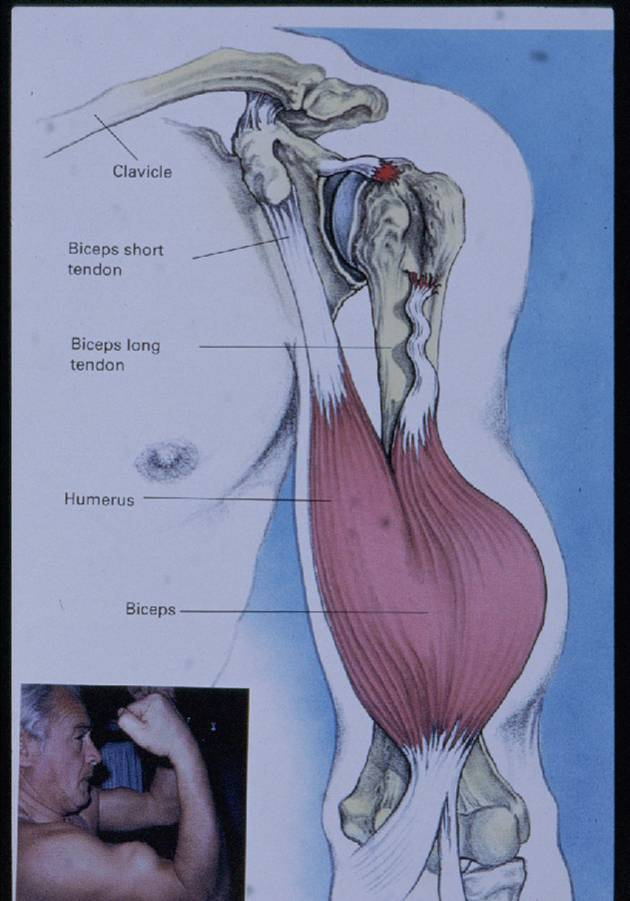 Clavicle
Biceps short
tendon
Biceps long
tendon
Humerus
Biceps